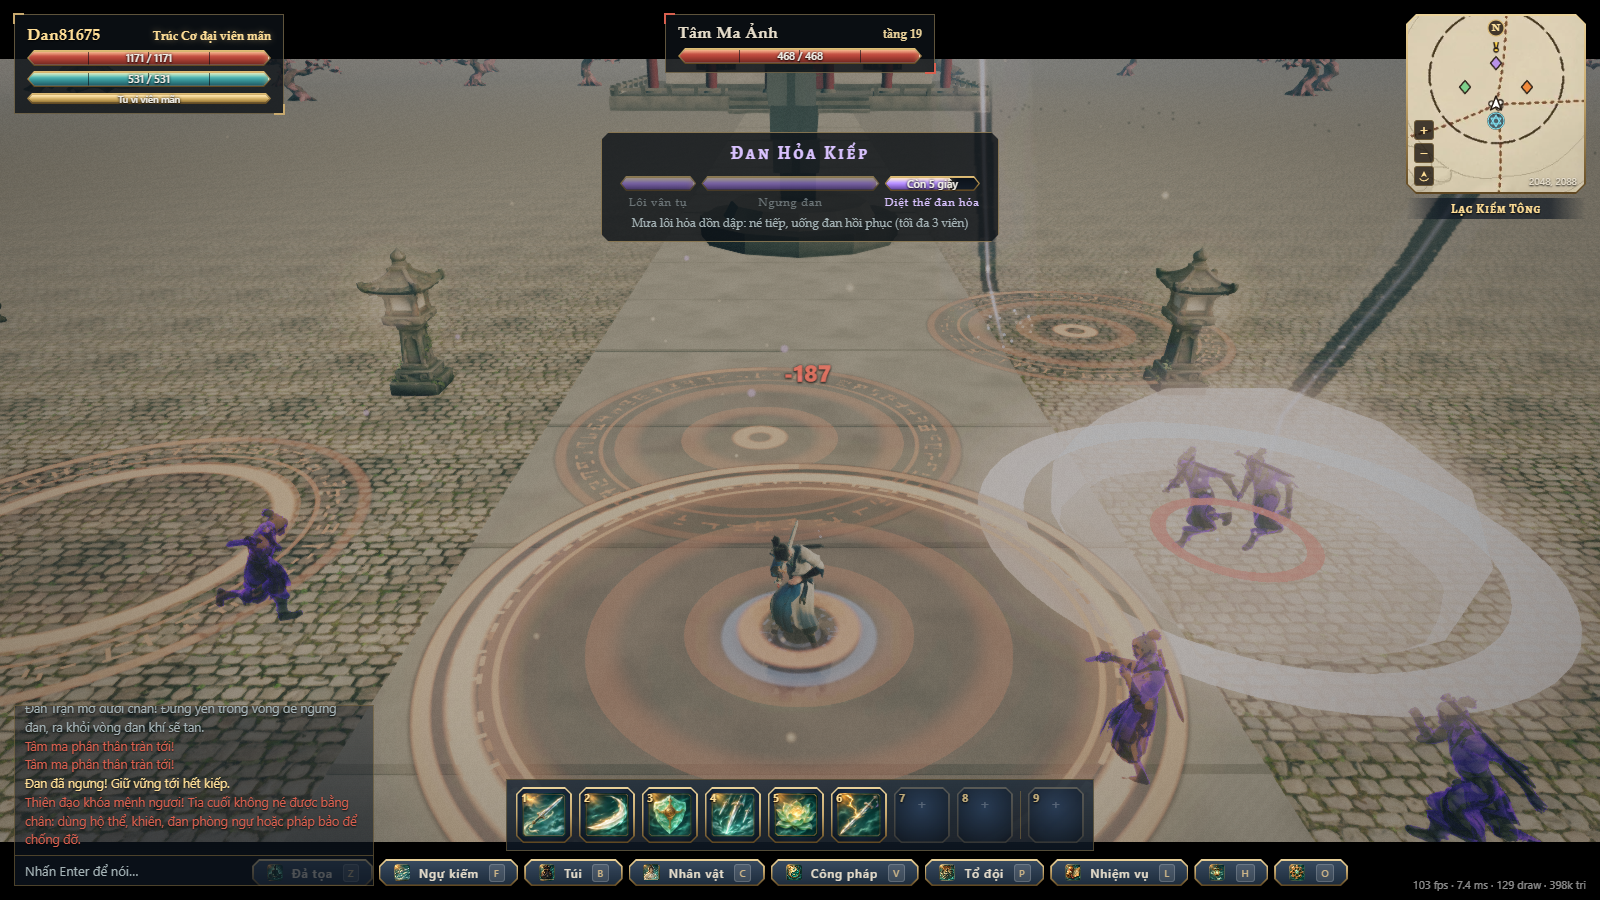 Dan81675
Trúc Cơ đại viên mãn
1171 / 1171
531 / 531
Tu vi viên mãn
Tâm Ma Ảnh
tầng 19
468 / 468
Đan Hỏa Kiếp
Còn 5 giây
Lôi vân tụ
Ngưng đan
Diệt thế đan hỏa
Mưa lôi hỏa dồn dập: né tiếp, uống đan hồi phục (tối đa 3 viên)
N
+
−
2048, 2088
Lạc Kiếm Tông
-187
Đan Trận mở dưới chân! Đứng yên trong vòng để ngưng
đan, ra khỏi vòng đan khí sẽ tan.
Tâm ma phân thân tràn tới!
Tâm ma phân thân tràn tới!
Đan đã ngưng! Giữ vững tới hết kiếp.
Thiên đạo khóa mệnh ngươi! Tia cuối không né được bằng
chân: dùng hộ thể, khiên, đan phòng ngự hoặc pháp bảo để
chống đỡ.
Nhấn Enter để nói...
1 2 3 4 5 6 7 8 9
Đả tọa Z
Ngự kiếm F
Túi B
Nhân vật C
Công pháp V
Tổ đội P
Nhiệm vụ L
H
O
103 fps · 7.4 ms · 129 draw · 398k tri